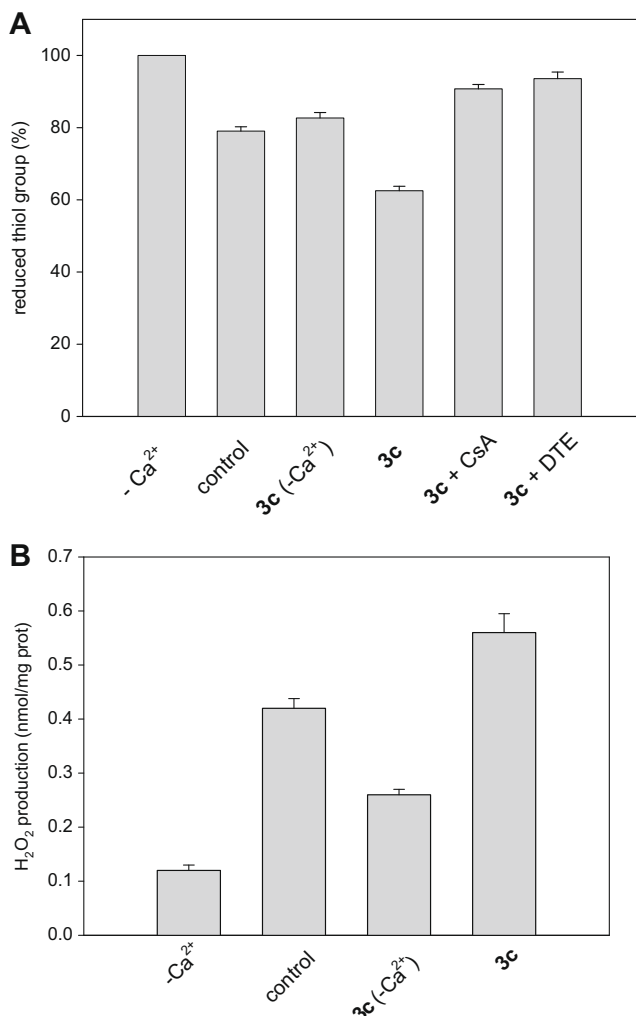 A
reduced thiol group (%)
100
80
60
40
20
0
- Ca²⁺
control
3c (-Ca²⁺)
3c
3c + CsA
3c + DTE
B
H₂O₂ production (nmol/mg prot)
0.7
0.6
0.5
0.4
0.3
0.2
0.1
0.0
-Ca²⁺
control
3c (-Ca²⁺)
3c